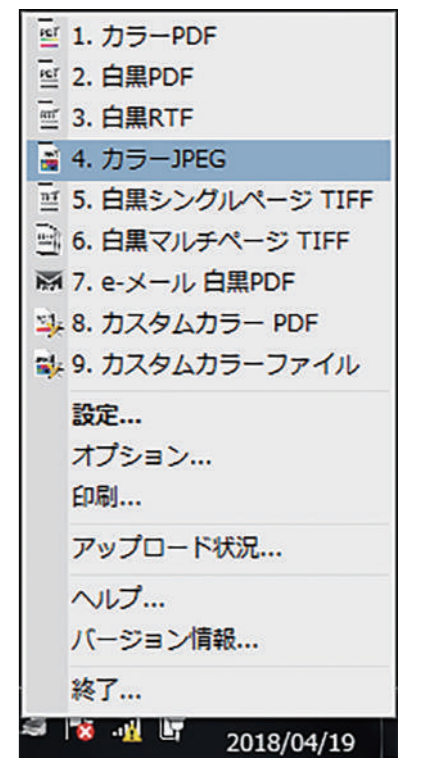 1. カラーPDF
2. 白黒PDF
3. 白黒RTF
4. カラーJPEG
5. 白黒シングルページ TIFF
6. 白黒マルチページ TIFF
7. e-メール 白黒PDF
8. カスタムカラー PDF
9. カスタムカラーファイル
設定...
オプション...
印刷...
アップロード状況...
ヘルプ...
バージョン情報...
終了...
2018/04/19